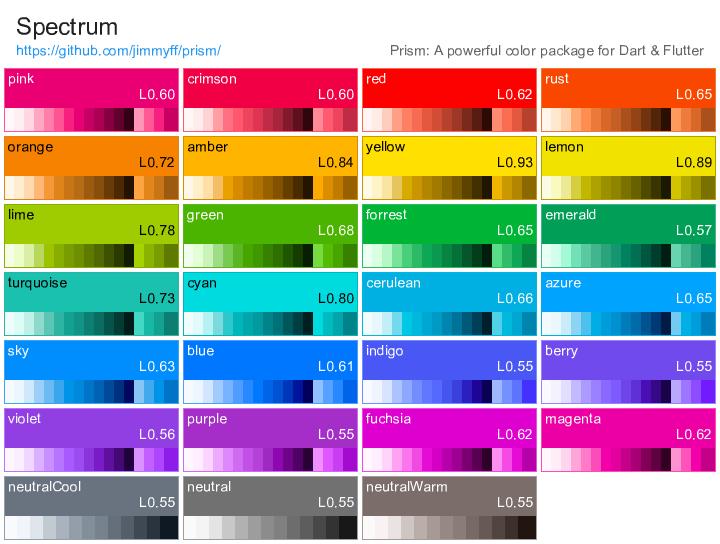 Spectrum
https://github.com/jimmyff/prism/
Prism: A powerful color package for Dart & Flutter
pink
L0.60
crimson
L0.60
red
L0.62
rust
L0.65
orange
L0.72
amber
L0.84
yellow
L0.93
lemon
L0.89
lime
L0.78
green
L0.68
forrest
L0.65
emerald
L0.57
turquoise
L0.73
cyan
L0.80
cerulean
L0.66
azure
L0.65
sky
L0.63
blue
L0.61
indigo
L0.55
berry
L0.55
violet
L0.56
purple
L0.55
fuchsia
L0.62
magenta
L0.62
neutralCool
L0.55
neutral
L0.55
neutralWarm
L0.55